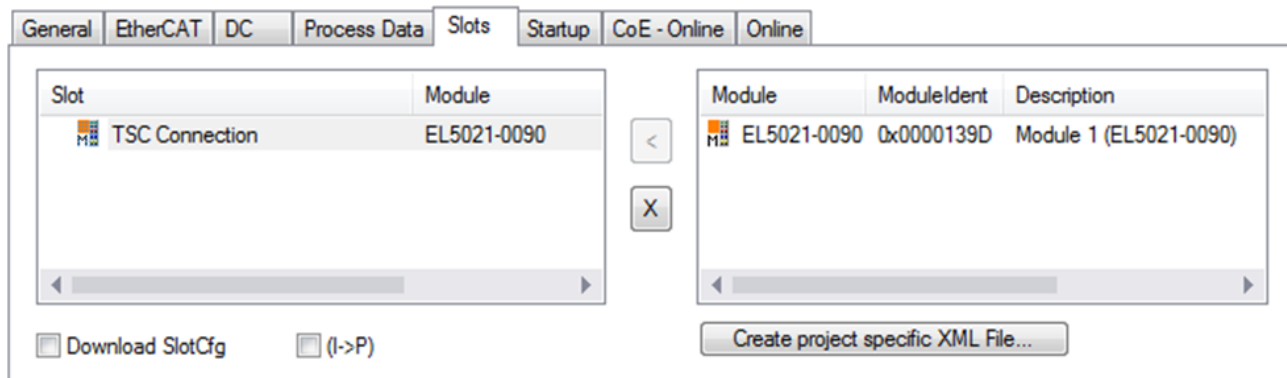 General EtherCAT DC Process Data Slots Startup CoE - Online Online
Slot Module
TSC Connection EL5021-0090
<
X
Module ModuleIdent Description
EL5021-0090 0x0000139D Module 1 (EL5021-0090)
Download SlotCfg (I->P)
Create project specific XML File...